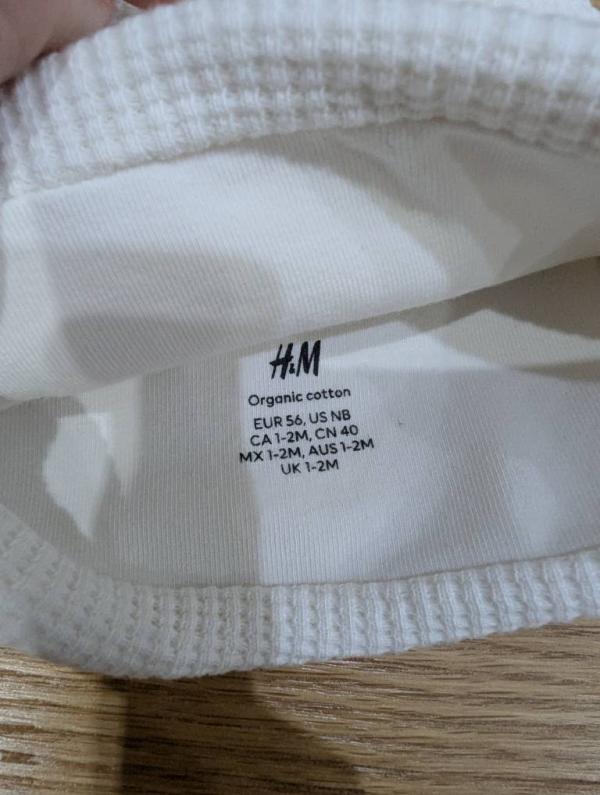 H&M
Organic cotton
EUR 56, US NB
CA 1-2M, CN 40
MX 1-2M, AUS 1-2M
UK 1-2M